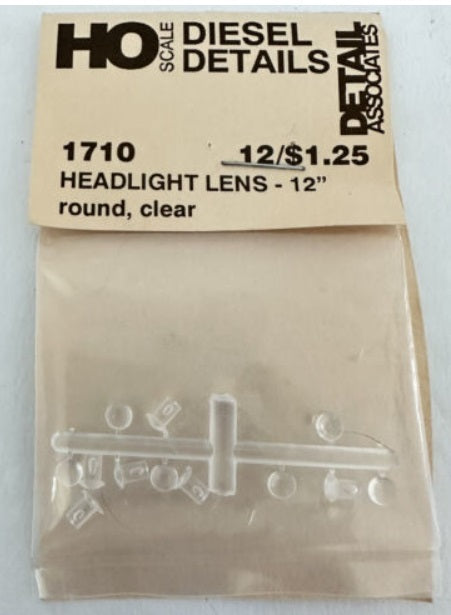 HO SCALE DIESEL DETAILS
DETAIL ASSOCIATES
1710 12/$1.25
HEADLIGHT LENS - 12”
round, clear